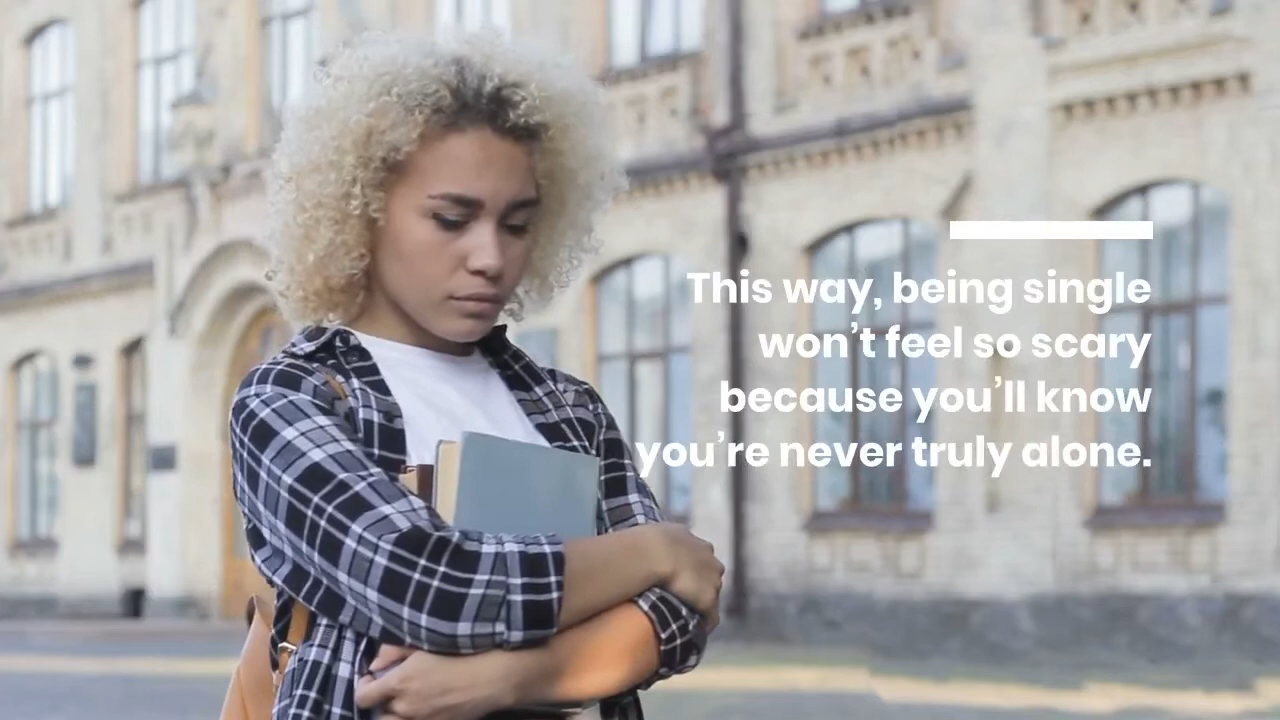 This way, being single
won’t feel so scary
because you’ll know
you’re never truly alone.